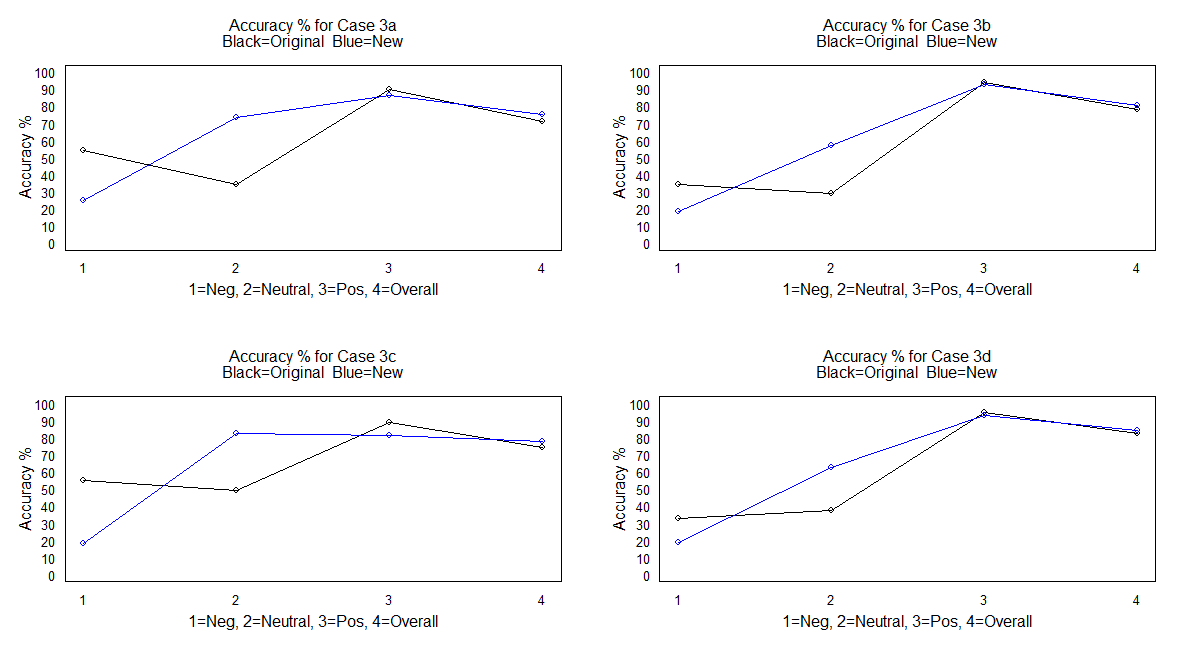 Accuracy % for Case 3a
Black=Original  Blue=New
Accuracy %
100
90
80
70
60
50
40
30
20
10
0
1 2 3 4
1=Neg, 2=Neutral, 3=Pos, 4=Overall
Accuracy % for Case 3b
Black=Original  Blue=New
Accuracy %
100
90
80
70
60
50
40
30
20
10
0
1 2 3 4
1=Neg, 2=Neutral, 3=Pos, 4=Overall
Accuracy % for Case 3c
Black=Original  Blue=New
Accuracy %
100
90
80
70
60
50
40
30
20
10
0
1 2 3 4
1=Neg, 2=Neutral, 3=Pos, 4=Overall
Accuracy % for Case 3d
Black=Original  Blue=New
Accuracy %
100
90
80
70
60
50
40
30
20
10
0
1 2 3 4
1=Neg, 2=Neutral, 3=Pos, 4=Overall